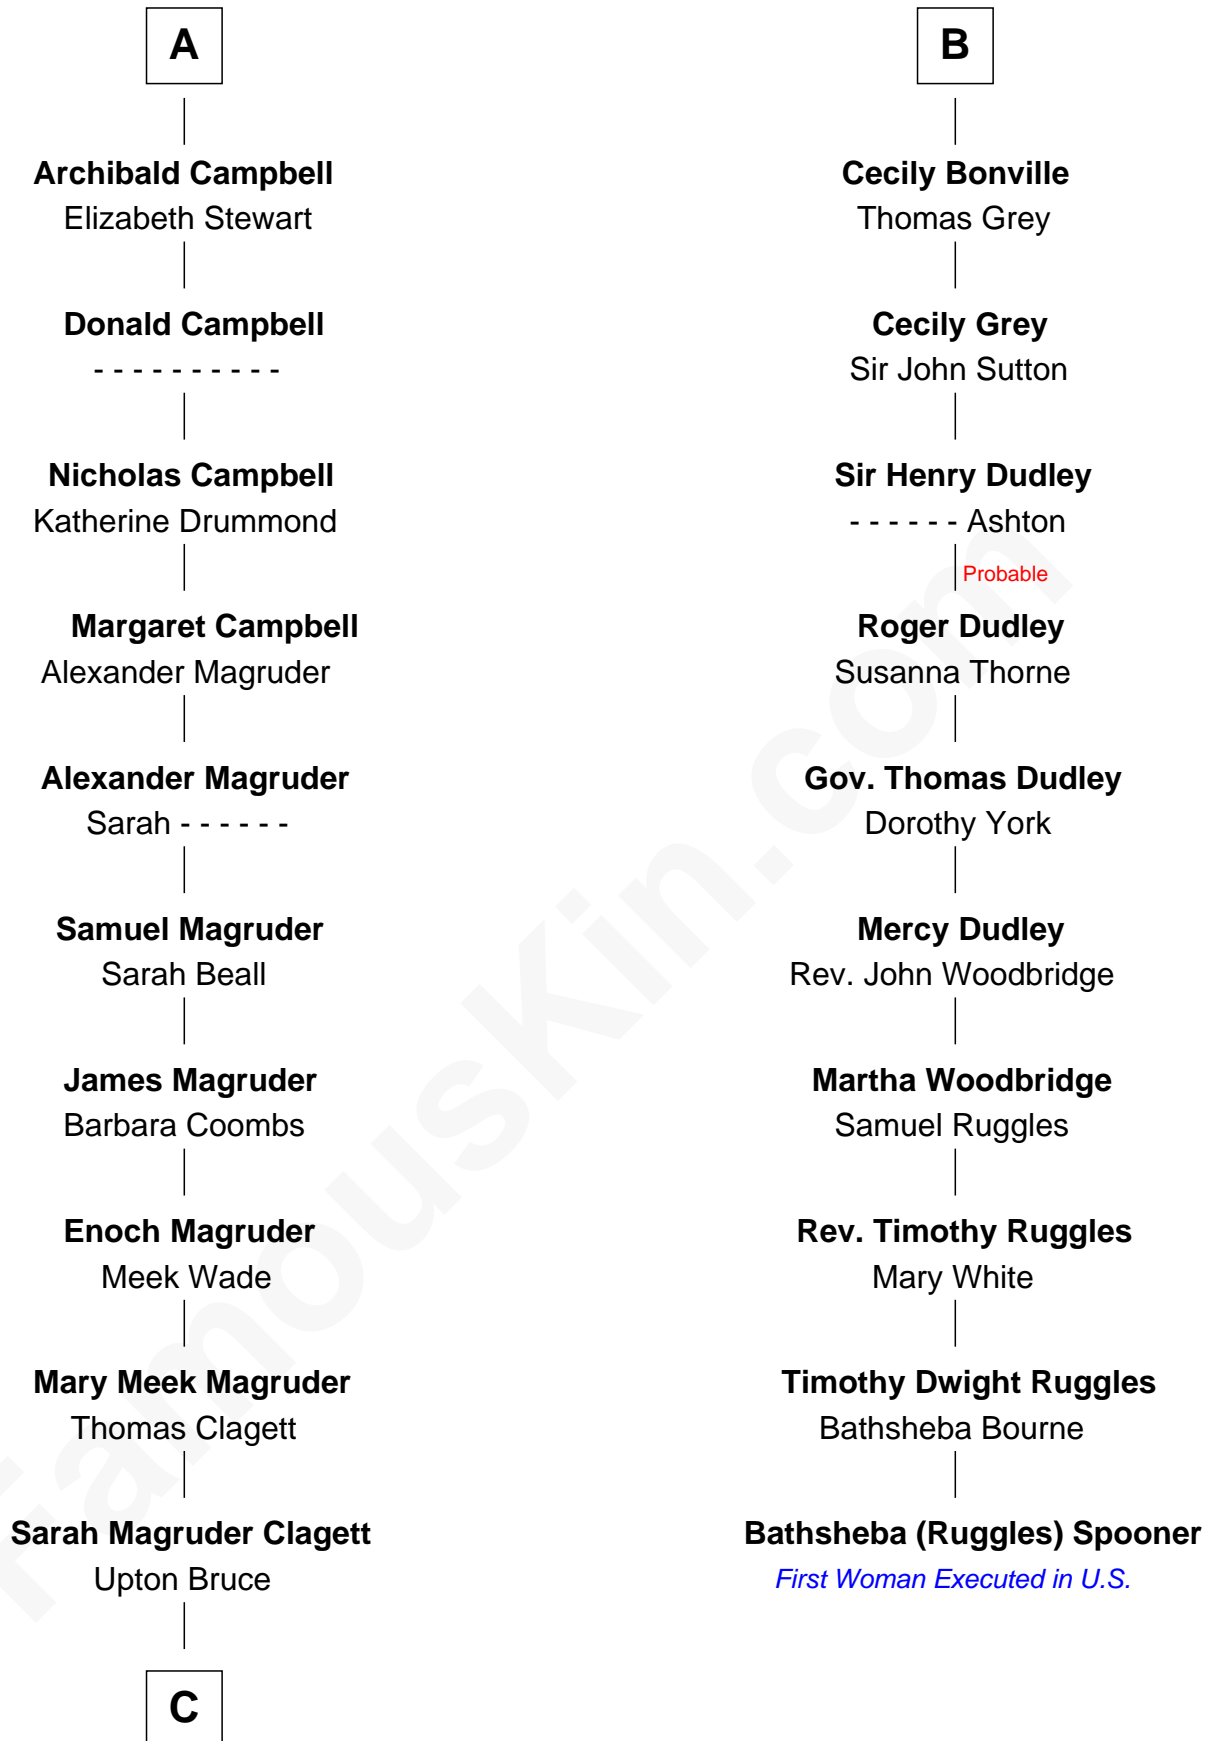 A
Archibald Campbell
Elizabeth Stewart
Donald Campbell
- - - - - - - - - -
Nicholas Campbell
Katherine Drummond
Margaret Campbell
Alexander Magruder
Alexander Magruder
Sarah - - - - - -
Samuel Magruder
Sarah Beall
James Magruder
Barbara Coombs
Enoch Magruder
Meek Wade
Mary Meek Magruder
Thomas Clagett
Sarah Magruder Clagett
Upton Bruce
C
B
Cecily Bonville
Thomas Grey
Cecily Grey
Sir John Sutton
Sir Henry Dudley
- - - - - - Ashton
Probable
Roger Dudley
Susanna Thorne
Gov. Thomas Dudley
Dorothy York
Mercy Dudley
Rev. John Woodbridge
Martha Woodbridge
Samuel Ruggles
Rev. Timothy Ruggles
Mary White
Timothy Dwight Ruggles
Bathsheba Bourne
Bathsheba (Ruggles) Spooner
First Woman Executed in U.S.
FamousKin.com